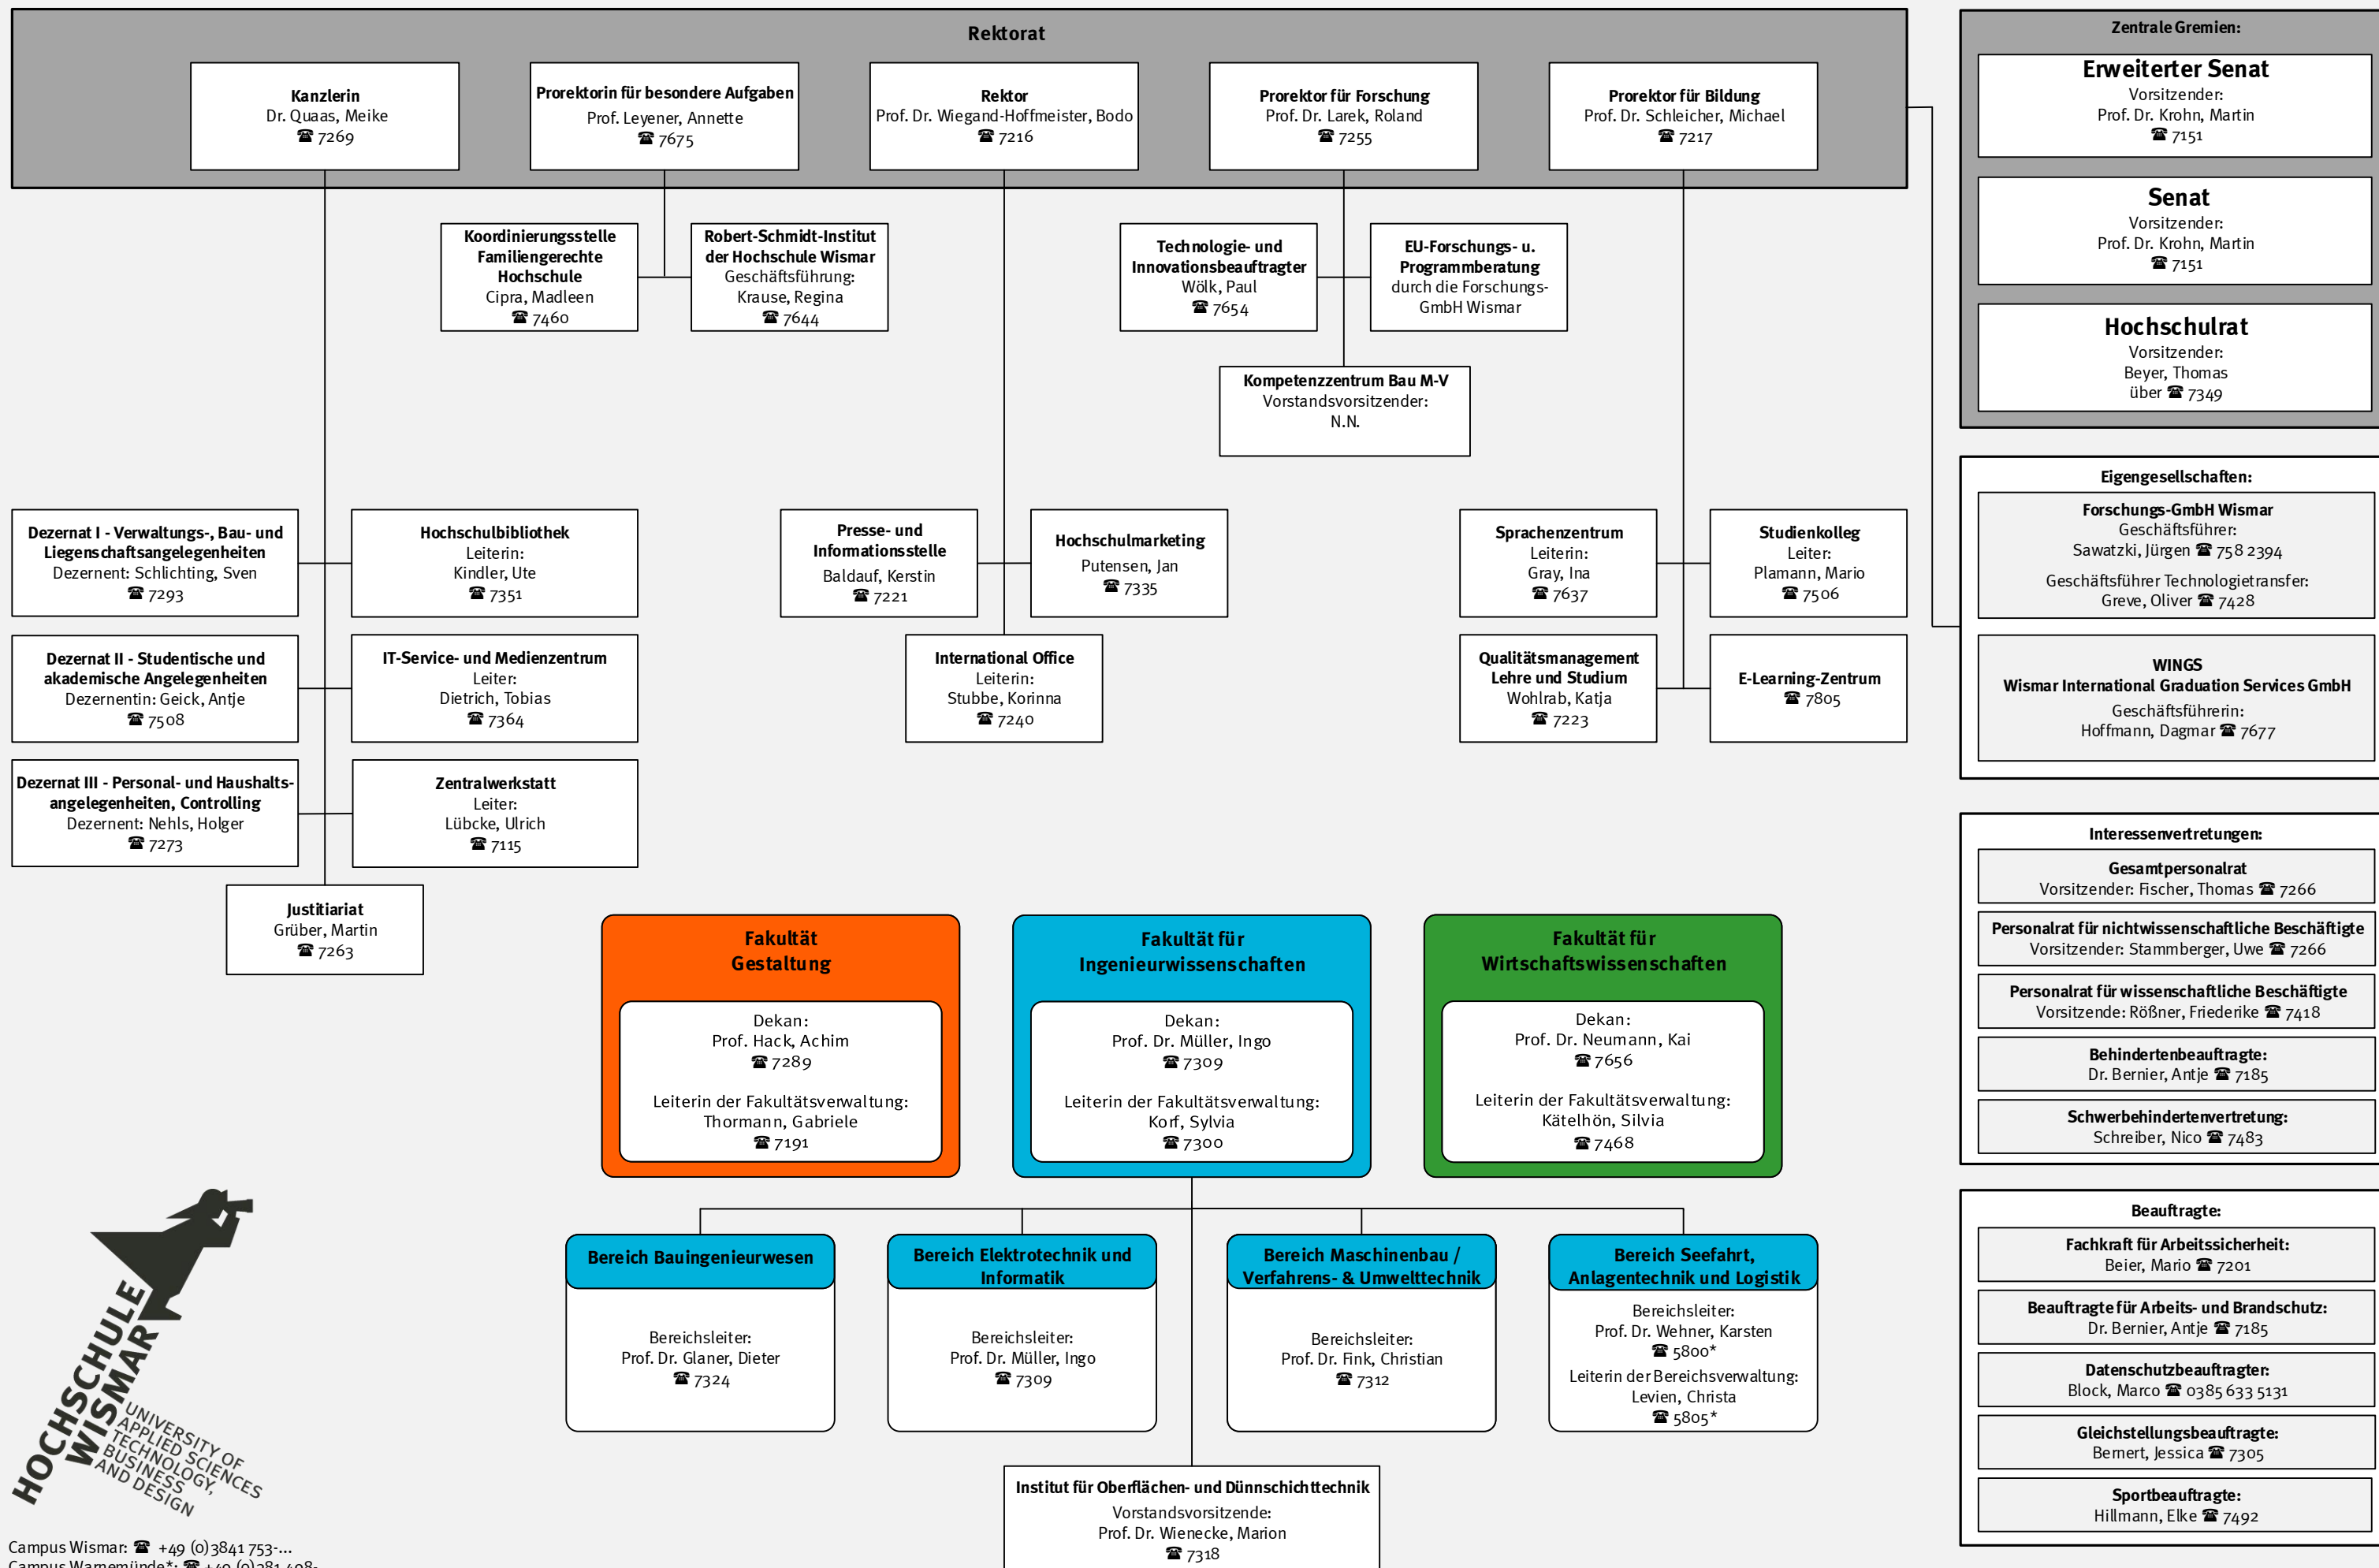 Rektorat
Kanzlerin
Dr. Quaas, Meike
☎ 7269
Prorektorin für besondere Aufgaben
Prof. Leyener, Annette
☎ 7675
Rektor
Prof. Dr. Wiegand-Hoffmeister, Bodo
☎ 7216
Prorektor für Forschung
Prof. Dr. Larek, Roland
☎ 7255
Prorektor für Bildung
Prof. Dr. Schleicher, Michael
☎ 7217
Koordinierungsstelle
Familiengerechte
Hochschule
Cipra, Madleen
☎ 7460
Robert-Schmidt-Institut
der Hochschule Wismar
Geschäftsführung:
Krause, Regina
☎ 7644
Technologie- und
Innovationsbeauftragter
Wölk, Paul
☎ 7654
EU-Forschungs- u.
Programmberatung
durch die Forschungs-
GmbH Wismar
Kompetenzzentrum Bau M-V
Vorstandsvorsitzender:
N.N.
Dezernat I - Verwaltungs-, Bau- und
Liegenschaftsangelegenheiten
Dezernent: Schlichting, Sven
☎ 7293
Hochschulbibliothek
Leiterin:
Kindler, Ute
☎ 7351
Presse- und
Informationsstelle
Baldauf, Kerstin
☎ 7221
Hochschulmarketing
Putensen, Jan
☎ 7335
Sprachenzentrum
Leiterin:
Gray, Ina
☎ 7637
Studienkolleg
Leiter:
Plamann, Mario
☎ 7506
Dezernat II - Studentische und
akademische Angelegenheiten
Dezernentin: Geick, Antje
☎ 7508
IT-Service- und Medienzentrum
Leiter:
Dietrich, Tobias
☎ 7364
International Office
Leiterin:
Stubbe, Korinna
☎ 7240
Qualitätsmanagement
Lehre und Studium
Wohlrab, Katja
☎ 7223
E-Learning-Zentrum
☎ 7805
Dezernat III - Personal- und Haushalts-
angelegenheiten, Controlling
Dezernent: Nehls, Holger
☎ 7273
Zentralwerkstatt
Leiter:
Lübcke, Ulrich
☎ 7115
Justitiariat
Grüber, Martin
☎ 7263
Fakultät
Gestaltung
Dekan:
Prof. Hack, Achim
☎ 7289
Leiterin der Fakultätsverwaltung:
Thormann, Gabriele
☎ 7191
Fakultät für
Ingenieurwissenschaften
Dekan:
Prof. Dr. Müller, Ingo
☎ 7309
Leiterin der Fakultätsverwaltung:
Korf, Sylvia
☎ 7300
Fakultät für
Wirtschaftswissenschaften
Dekan:
Prof. Dr. Neumann, Kai
☎ 7656
Leiterin der Fakultätsverwaltung:
Kätelhön, Silvia
☎ 7468
Bereich Bauingenieurwesen
Bereichsleiter:
Prof. Dr. Glaner, Dieter
☎ 7324
Bereich Elektrotechnik und
Informatik
Bereichsleiter:
Prof. Dr. Müller, Ingo
☎ 7309
Bereich Maschinenbau /
Verfahrens- & Umwelttechnik
Bereichsleiter:
Prof. Dr. Fink, Christian
☎ 7312
Bereich Seefahrt,
Anlagentechnik und Logistik
Bereichsleiter:
Prof. Dr. Wehner, Karsten
☎ 5800*
Leiterin der Bereichsverwaltung:
Levien, Christa
☎ 5805*
Institut für Oberflächen- und Dünnschichttechnik
Vorstandsvorsitzende:
Prof. Dr. Wienecke, Marion
☎ 7318
Zentrale Gremien:
Erweiterter Senat
Vorsitzender:
Prof. Dr. Krohn, Martin
☎ 7151
Senat
Vorsitzender:
Prof. Dr. Krohn, Martin
☎ 7151
Hochschulrat
Vorsitzender:
Beyer, Thomas
über ☎ 7349
Eigengesellschaften:
Forschungs-GmbH Wismar
Geschäftsführer:
Sawatzki, Jürgen ☎ 758 2394
Geschäftsführer Technologietransfer:
Greve, Oliver ☎ 7428
WINGS
Wismar International Graduation Services GmbH
Geschäftsführerin:
Hoffmann, Dagmar ☎ 7677
Interessenvertretungen:
Gesamtpersonalrat
Vorsitzender: Fischer, Thomas ☎ 7266
Personalrat für nichtwissenschaftliche Beschäftigte
Vorsitzender: Stammberger, Uwe ☎ 7266
Personalrat für wissenschaftliche Beschäftigte
Vorsitzende: Rößner, Friederike ☎ 7418
Behindertenbeauftragte:
Dr. Bernier, Antje ☎ 7185
Schwerbehindertenvertretung:
Schreiber, Nico ☎ 7483
Beauftragte:
Fachkraft für Arbeitssicherheit:
Beier, Mario ☎ 7201
Beauftragte für Arbeits- und Brandschutz:
Dr. Bernier, Antje ☎ 7185
Datenschutzbeauftragter:
Block, Marco ☎ 0385 633 5131
Gleichstellungsbeauftragte:
Bernert, Jessica ☎ 7305
Sportbeauftragte:
Hillmann, Elke ☎ 7492
HOCHSCHULE
WISMAR
UNIVERSITY OF
APPLIED SCIENCES
TECHNOLOGY,
BUSINESS
AND DESIGN
Campus Wismar: ☎ +49 (0)3841 753-...
Campus Warnemünde*: ☎ +49 (0)381 498-